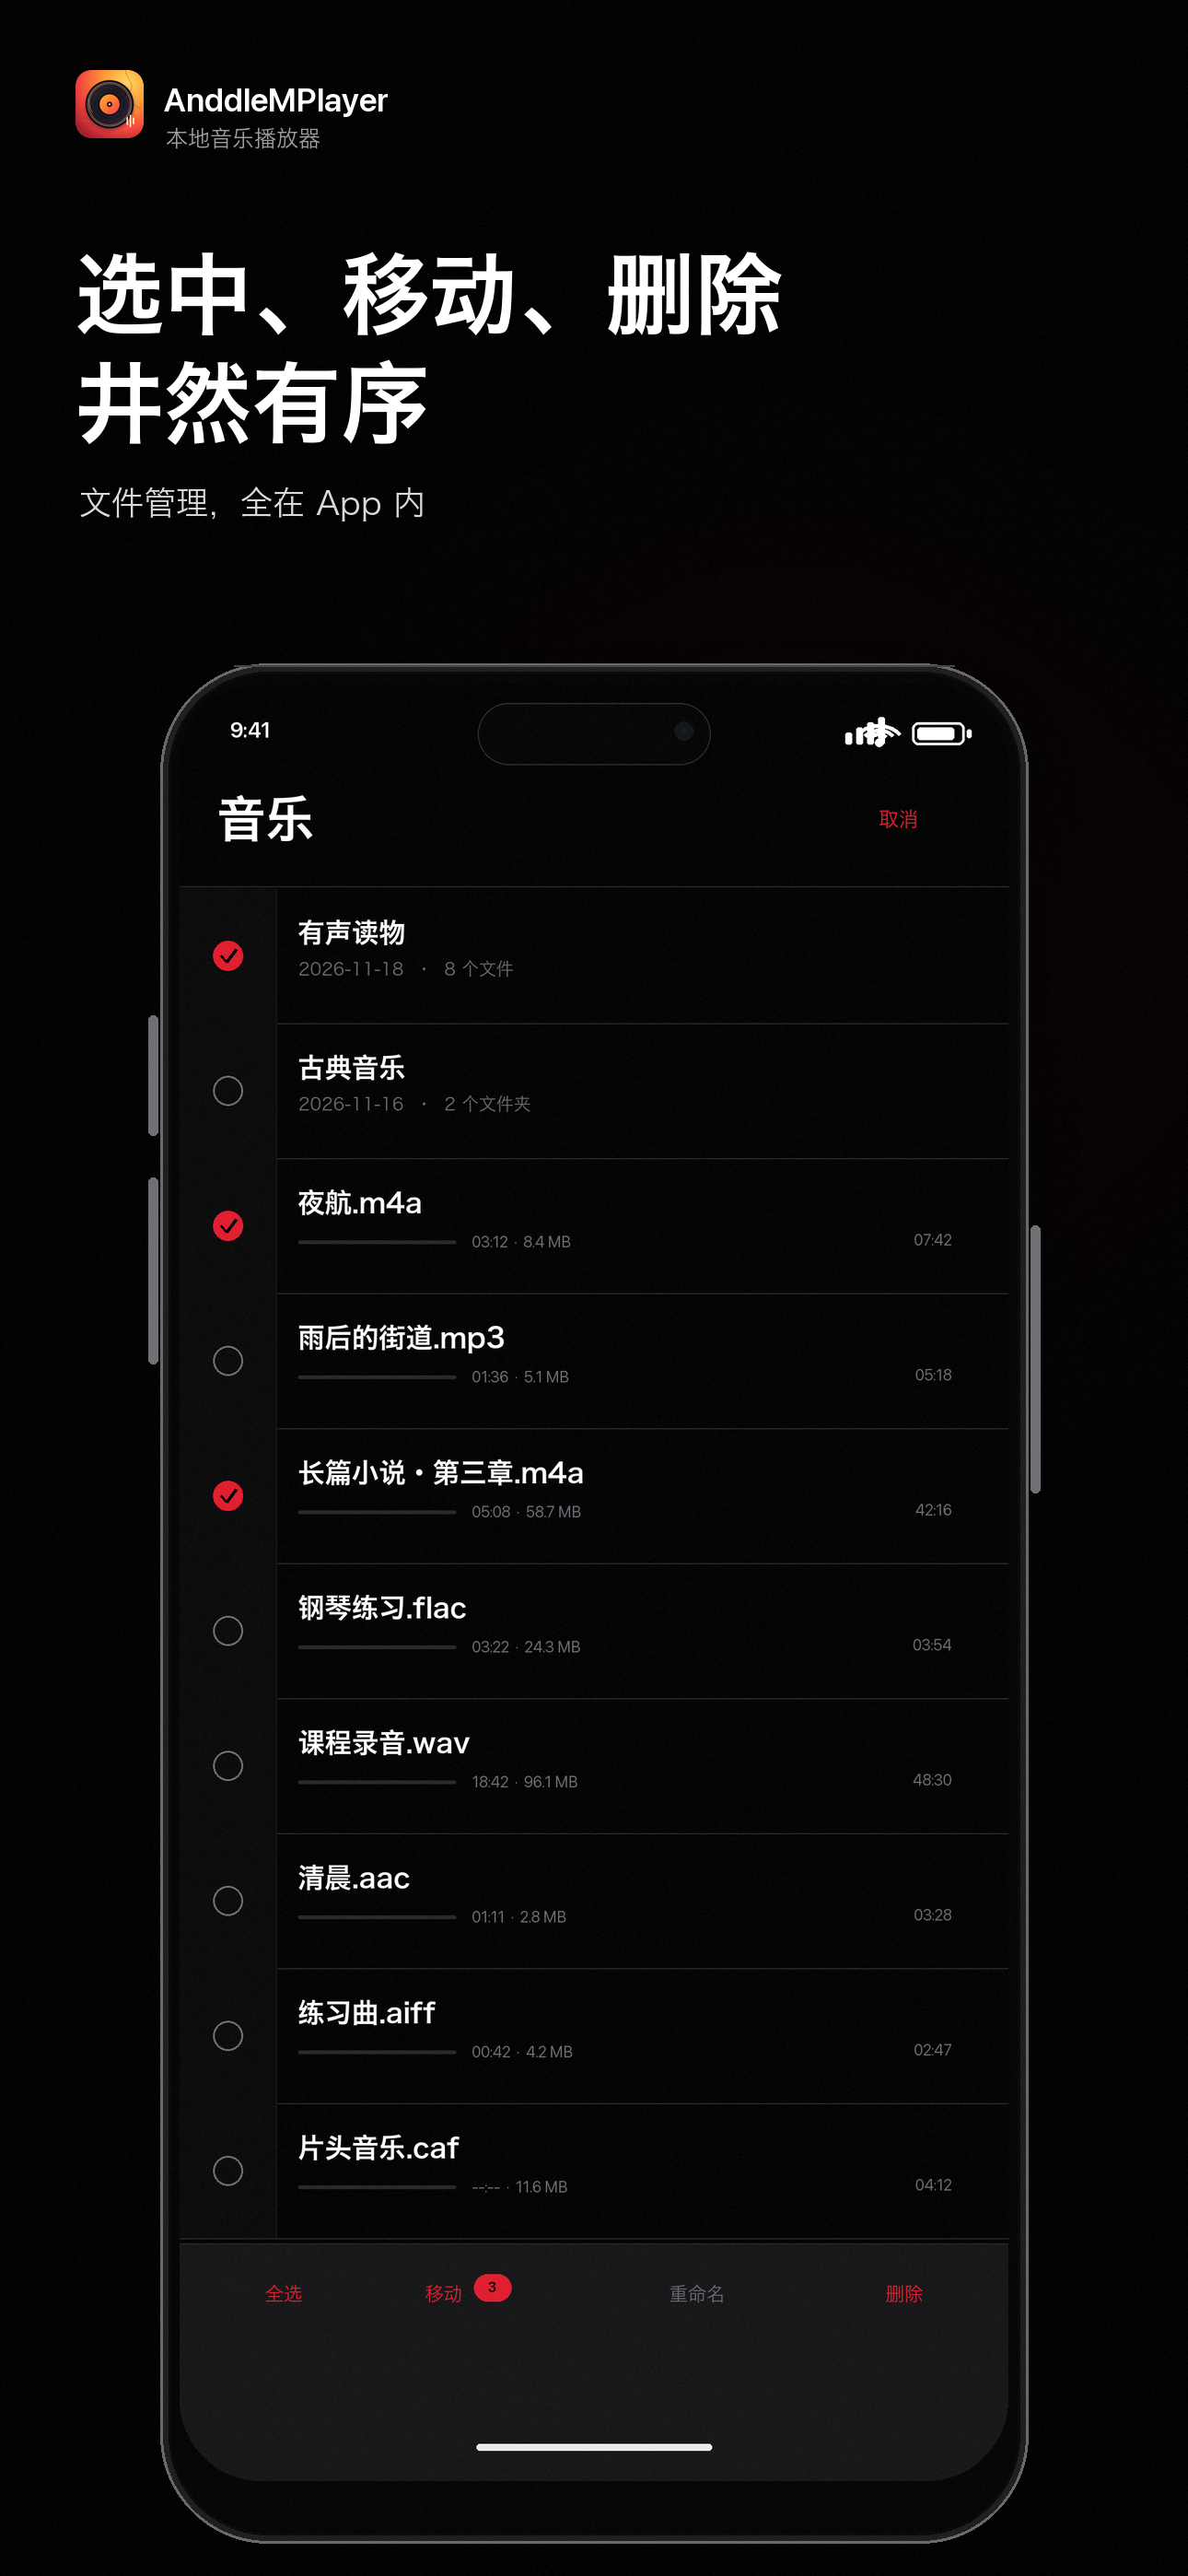 AnddleMPlayer
本地音乐播放器
选中、移动、删除
井然有序
文件管理，全在 App 内
9:41
音乐
取消
有声读物
2026-11-18 · 8 个文件
古典音乐
2026-11-16 · 2 个文件夹
夜航.m4a
03:12 · 8.4 MB
07:42
雨后的街道.mp3
01:36 · 5.1 MB
05:18
长篇小说·第三章.m4a
05:08 · 58.7 MB
42:16
钢琴练习.flac
03:22 · 24.3 MB
03:54
课程录音.wav
18:42 · 96.1 MB
48:30
清晨.aac
01:11 · 2.8 MB
03:28
练习曲.aiff
00:42 · 4.2 MB
02:47
片头音乐.caf
--:-- · 11.6 MB
04:12
全选 移动 3 重命名 删除